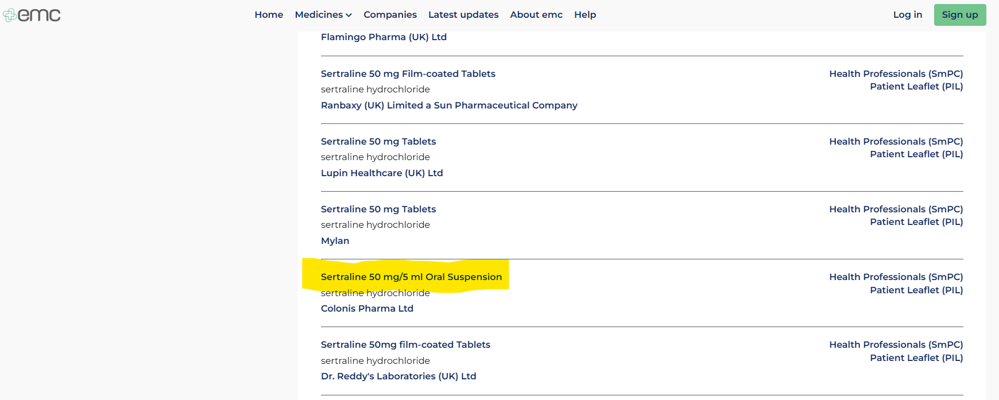 emc
Home Medicines Companies Latest updates About emc Help
Log in Sign up
Flamingo Pharma (UK) Ltd
Sertraline 50 mg Film-coated Tablets
Health Professionals (SmPC)
sertraline hydrochloride
Patient Leaflet (PIL)
Ranbaxy (UK) Limited a Sun Pharmaceutical Company
Sertraline 50 mg Tablets
Health Professionals (SmPC)
sertraline hydrochloride
Patient Leaflet (PIL)
Lupin Healthcare (UK) Ltd
Sertraline 50 mg Tablets
Health Professionals (SmPC)
sertraline hydrochloride
Patient Leaflet (PIL)
Mylan
Sertraline 50 mg/5 ml Oral Suspension
Health Professionals (SmPC)
sertraline hydrochloride
Patient Leaflet (PIL)
Colonis Pharma Ltd
Sertraline 50mg film-coated Tablets
Health Professionals (SmPC)
sertraline hydrochloride
Patient Leaflet (PIL)
Dr. Reddy's Laboratories (UK) Ltd